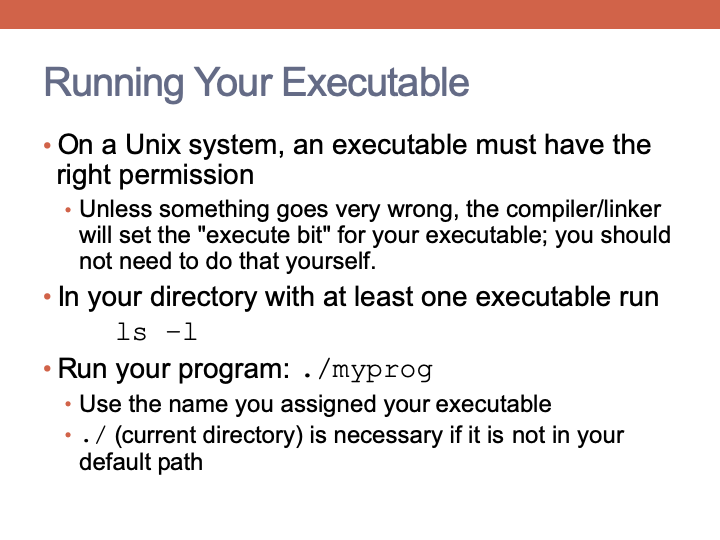 Running Your Executable
• On a Unix system, an executable must have the
right permission
• Unless something goes very wrong, the compiler/linker
will set the "execute bit" for your executable; you should
not need to do that yourself.
• In your directory with at least one executable run
ls –l
• Run your program: ./myprog
• Use the name you assigned your executable
• ./ (current directory) is necessary if it is not in your
default path